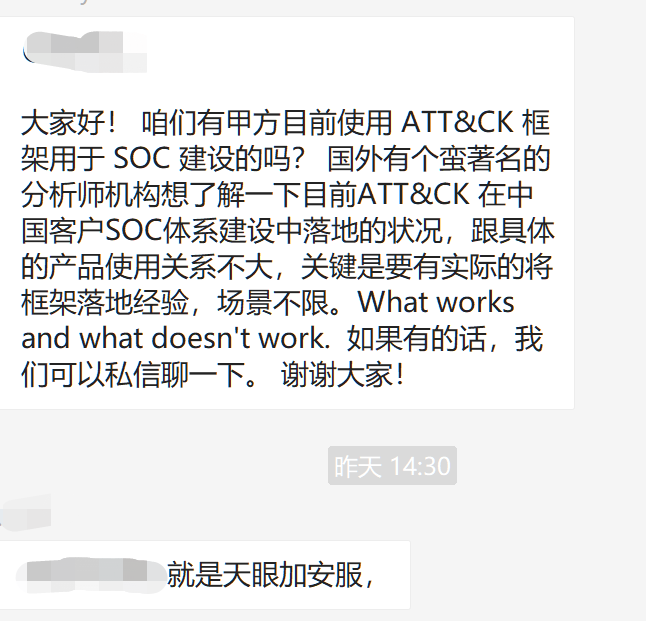 大家好！ 咱们有甲方目前使用 ATT&CK 框
架用于 SOC 建设的吗？ 国外有个蛮著名的
分析师机构想了解一下目前ATT&CK 在中
国客户SOC体系建设中落地的状况，跟具体
的产品使用关系不大，关键是要有实际的将
框架落地经验，场景不限。What works
and what doesn't work.  如果有的话，我
们可以私信聊一下。 谢谢大家！
昨天 14:30
就是天眼加安服，